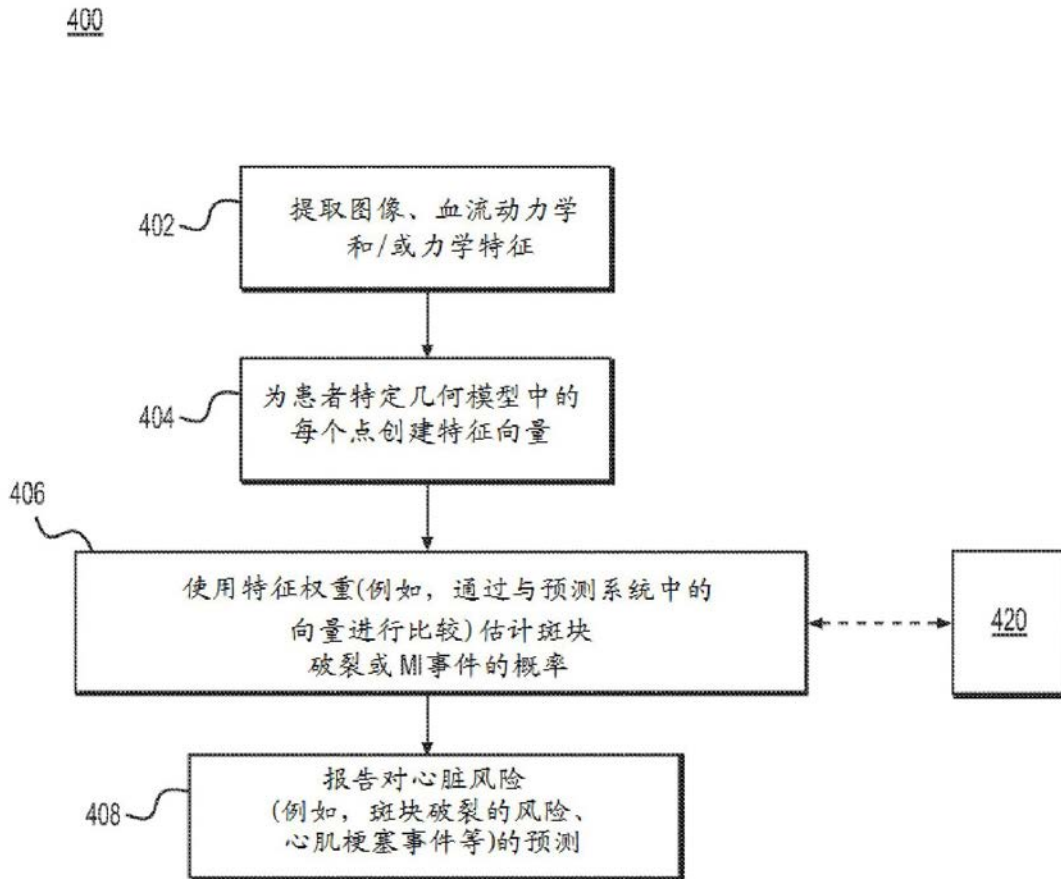 400
402
提取图像、血流动力学
和/或力学特征
404
为患者特定几何模型中的
每个点创建特征向量
406
使用特征权重(例如，通过与预测系统中的
向量进行比较)估计斑块
破裂或MI事件的概率
420
408
报告对心脏风险
(例如，斑块破裂的风险、
心肌梗塞事件等)的预测